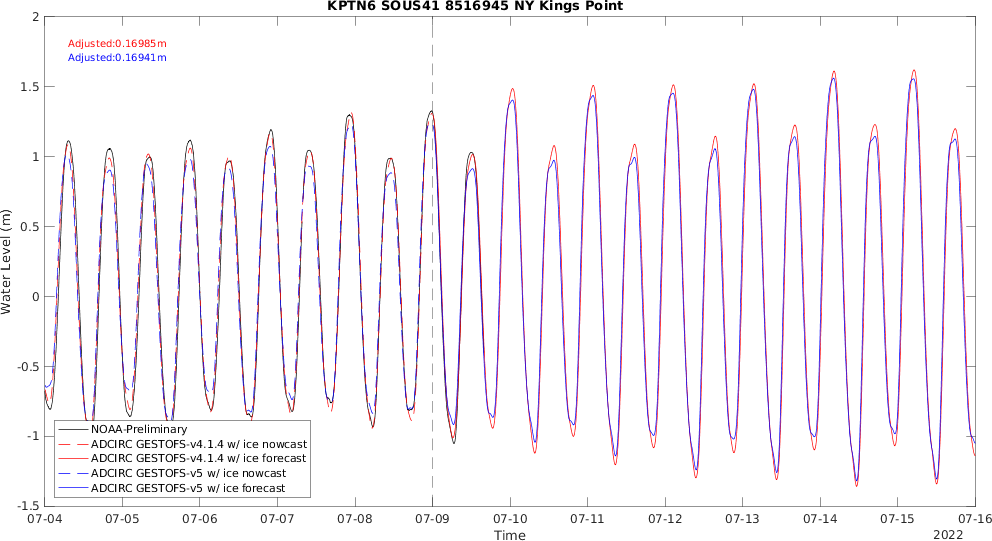 KPTN6 SOUS41 8516945 NY Kings Point
Adjusted:0.16985m
Adjusted:0.16941m
Water Level (m)
2
1.5
1
0.5
0
-0.5
-1
-1.5
NOAA-Preliminary
ADCIRC GESTOFS-v4.1.4 w/ ice nowcast
ADCIRC GESTOFS-v4.1.4 w/ ice forecast
ADCIRC GESTOFS-v5 w/ ice nowcast
ADCIRC GESTOFS-v5 w/ ice forecast
07-04 07-05 07-06 07-07 07-08 07-09 07-10 07-11 07-12 07-13 07-14 07-15 07-16
Time
2022